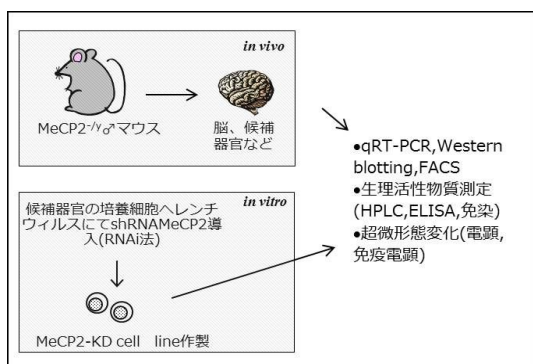 in vivo
MeCP2-/y♂マウス
脳、候補
器官など
候補器官の培養細胞へレンチ
ウィルスにてshRNAMeCP2導
入(RNAi法)
in vitro
MeCP2-KD cell line作製
●qRT-PCR,Western
blotting,FACS
●生理活性物質測定
(HPLC,ELISA,免染)
●超微形態変化(電顕,
免疫電顕)